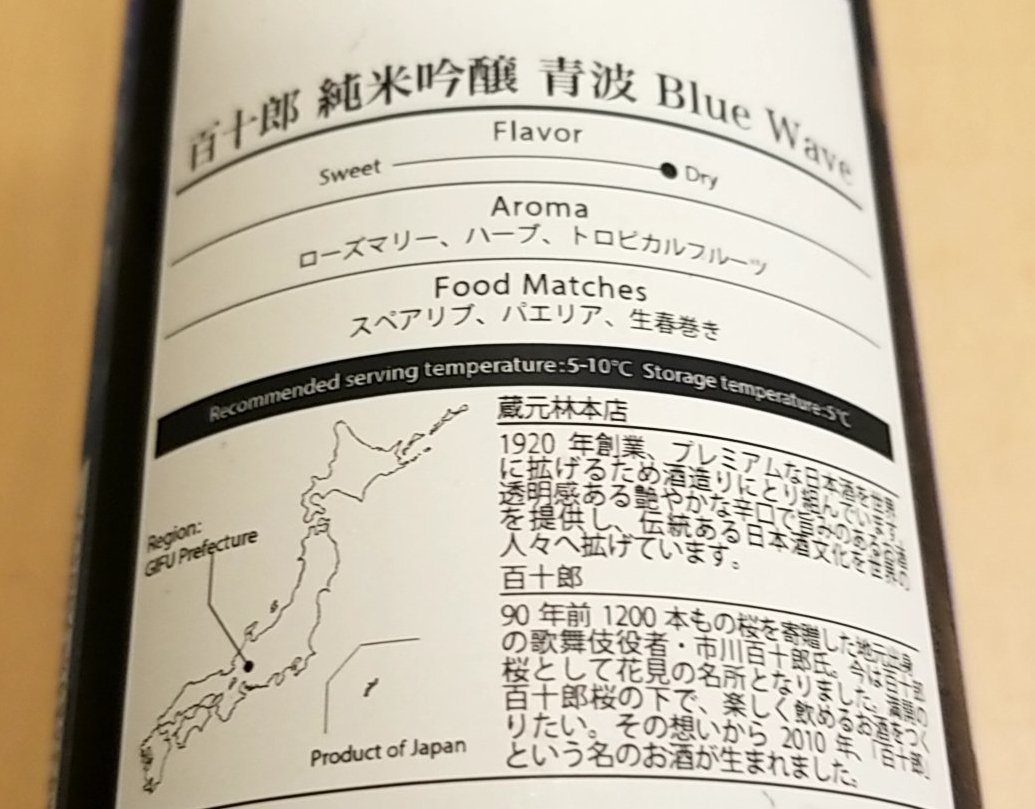 百十郎 純米吟醸 青波 Blue Wave
Flavor
Sweet Dry
Aroma
ローズマリー、ハーブ、トロピカルフルーツ
Food Matches
スペアリブ、パエリア、生春巻き
Recommended serving temperature:5-10℃ Storage temperature:5℃
Region:
GIFU Prefecture
Product of Japan
蔵元林本店
1920 年創業、プレミアムな日本酒を世界
に拡げるため酒造りにとり組んでいます。
透明感ある艶やかな辛口で旨みのある酒
を提供し、伝統ある日本酒文化を世界の
人々へ拡げています。
百十郎
90 年前 1200 本もの桜を寄贈した地元出身
の歌舞伎役者・市川百十郎氏。今は百十郎
桜として花見の名所となりました。満開の
百十郎桜の下で、楽しく飲めるお酒をつく
りたい。その想いから 2010 年、「百十郎」
という名のお酒が生まれました。